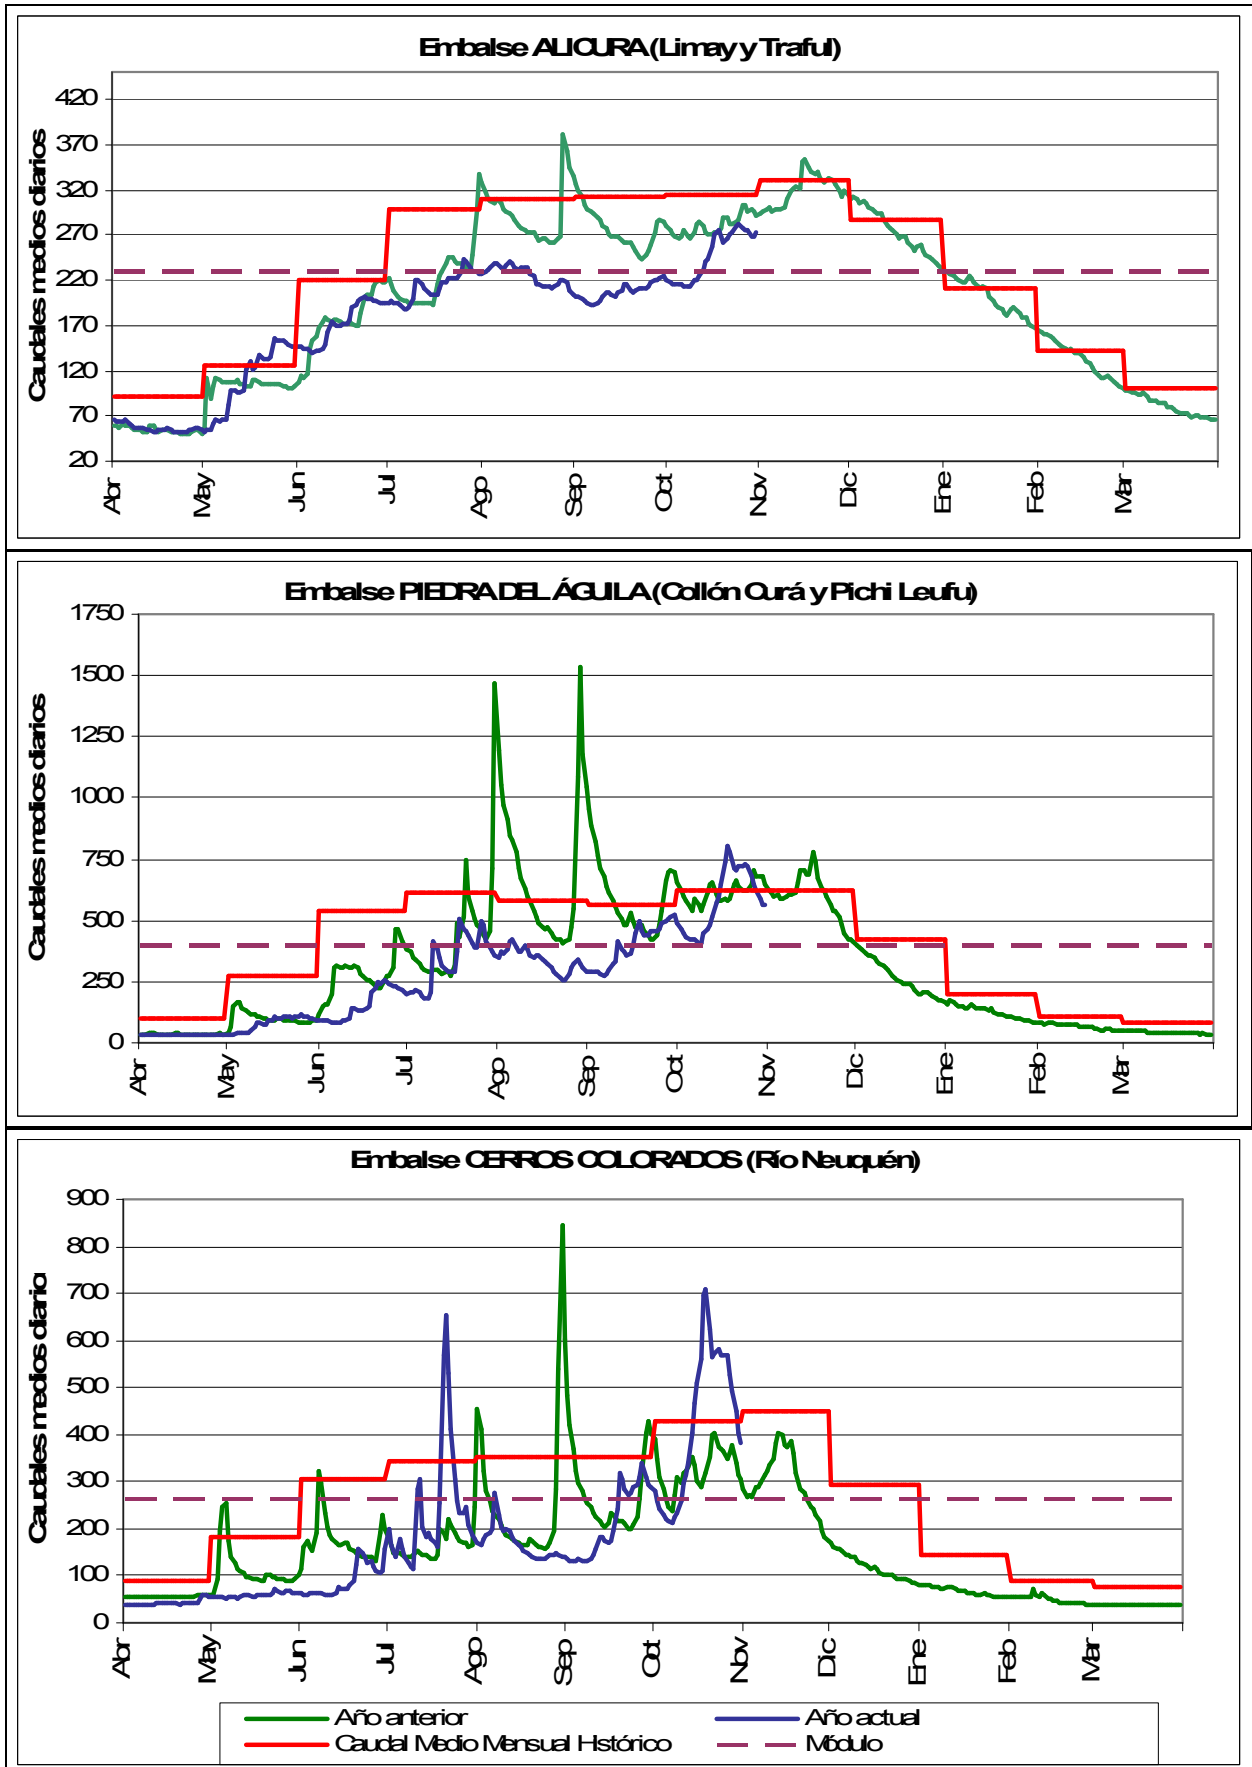 Embalse ALICURA (Limay y Traful)
Caudales medios diarios
420
370
320
270
220
170
120
70
20
Abr May Jun Jul Ago Sep Oct Nov Dic Ene Feb Mar
Embalse PIEDRA DEL ÁGUILA (Collón Curá y Pichi Leufu)
Caudales medios diarios
1750
1500
1250
1000
750
500
250
0
Abr May Jun Jul Ago Sep Oct Nov Dic Ene Feb Mar
Embalse CERROS COLORADOS (Río Neuquén)
Caudales medios diario
900
800
700
600
500
400
300
200
100
0
Abr May Jun Jul Ago Sep Oct Nov Dic Ene Feb Mar
Año anterior Año actual
Caudal Medio Mensual Histórico Módulo